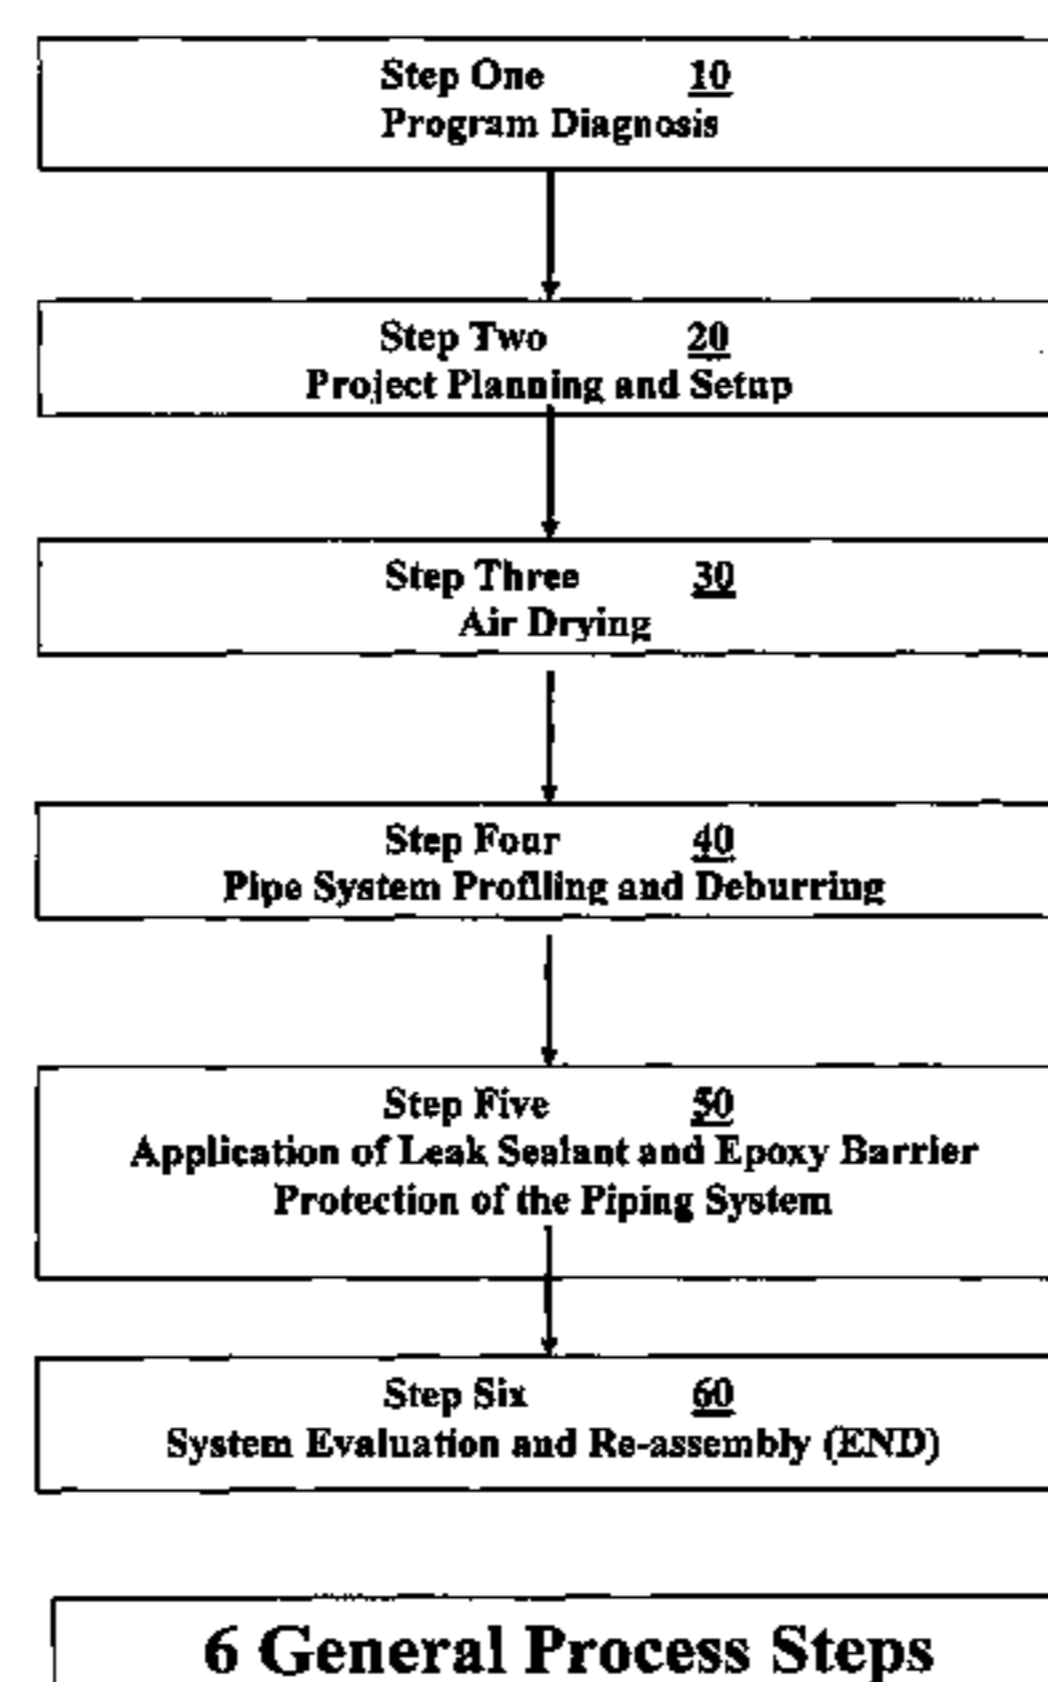 Step One 10
Program Diagnosis
Step Two 20
Project Planning and Setup
Step Three 30
Air Drying
Step Four 40
Pipe System Profiling and Deburring
Step Five 50
Application of Leak Sealant and Epoxy Barrier
Protection of the Piping System
Step Six 60
System Evaluation and Re-assembly (END)
6 General Process Steps